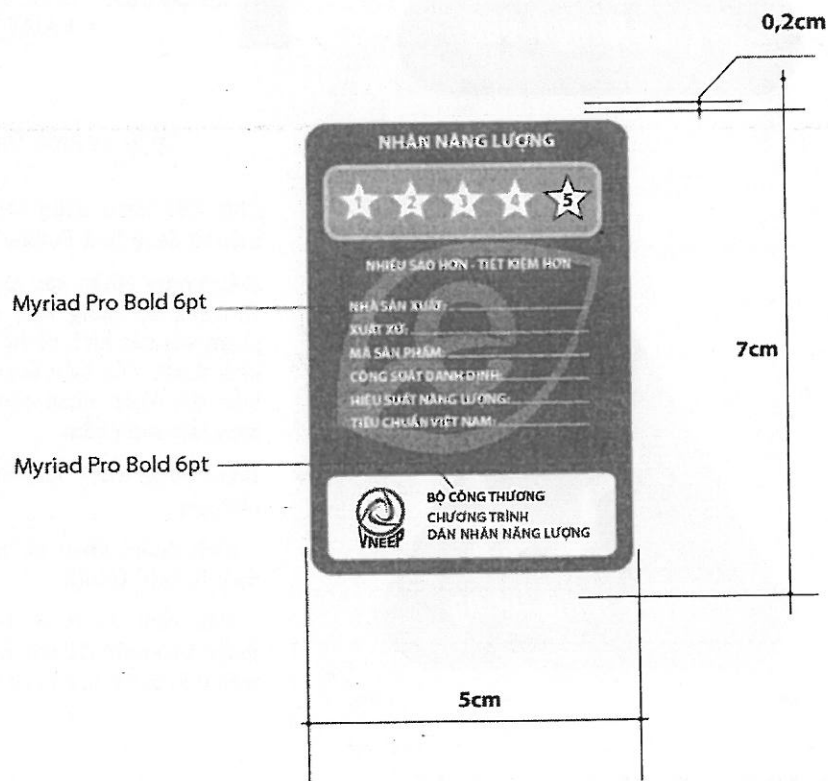 0,2cm
NHÃN NĂNG LƯỢNG
1 2 3 4 5
NHIỀU SAO HƠN - TIẾT KIỆM HƠN
Myriad Pro Bold 6pt
NHÀ SẢN XUẤT:
XUẤT XỨ:
MÃ SẢN PHẨM:
CÔNG SUẤT DANH ĐỊNH:
HIỆU SUẤT NĂNG LƯỢNG:
TIÊU CHUẨN VIỆT NAM:
7cm
Myriad Pro Bold 6pt
VNEEP
BỘ CÔNG THƯƠNG
CHƯƠNG TRÌNH
DÁN NHÃN NĂNG LƯỢNG
5cm